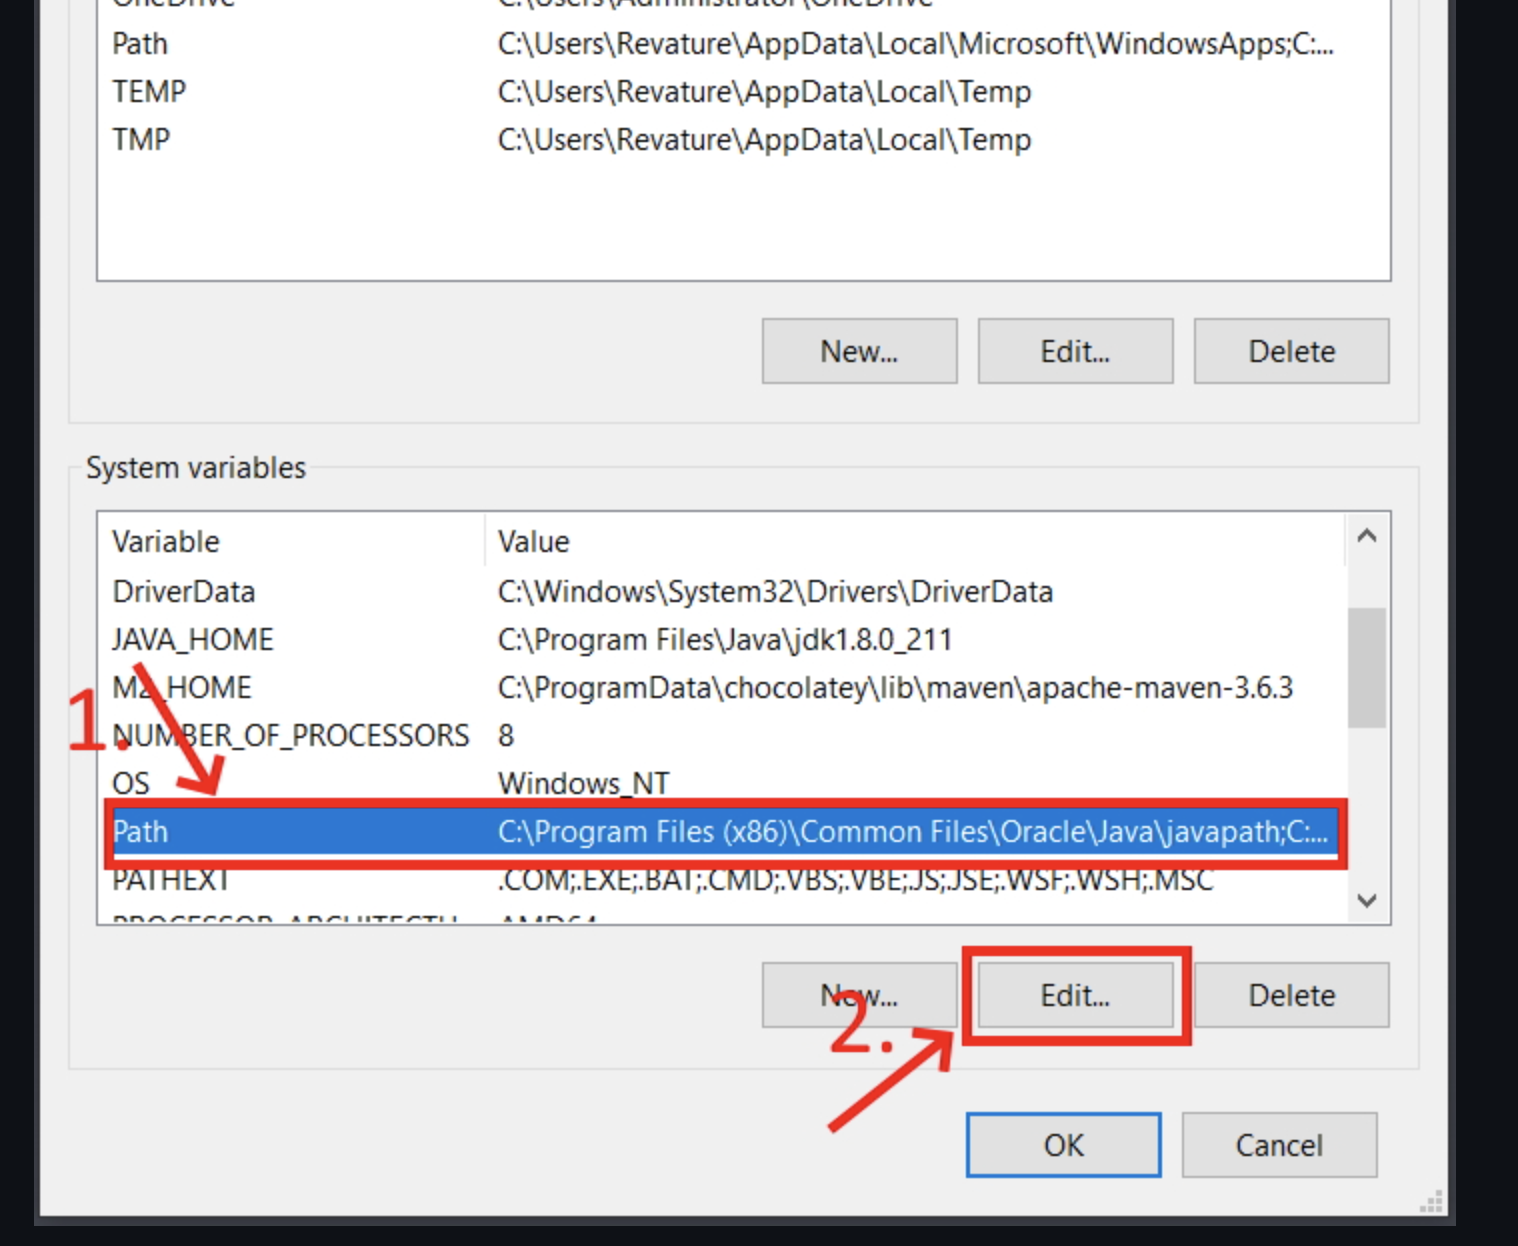 OneDrive C:\Users\Administrator\OneDrive
Path C:\Users\Revature\AppData\Local\Microsoft\WindowsApps;C:...
TEMP C:\Users\Revature\AppData\Local\Temp
TMP C:\Users\Revature\AppData\Local\Temp
New... Edit... Delete
System variables
Variable Value
DriverData C:\Windows\System32\Drivers\DriverData
JAVA_HOME C:\Program Files\Java\jdk1.8.0_211
M2_HOME C:\ProgramData\chocolatey\lib\maven\apache-maven-3.6.3
1.
NUMBER_OF_PROCESSORS 8
OS Windows_NT
Path C:\Program Files (x86)\Common Files\Oracle\Java\javapath;C:...
PATHEXT .COM;.EXE;.BAT;.CMD;.VBS;.VBE;.JS;.JSE;.WSF;.WSH;.MSC
PROCESSOR_ARCHITECTU... AMD64
New... Edit... Delete
2.
OK Cancel